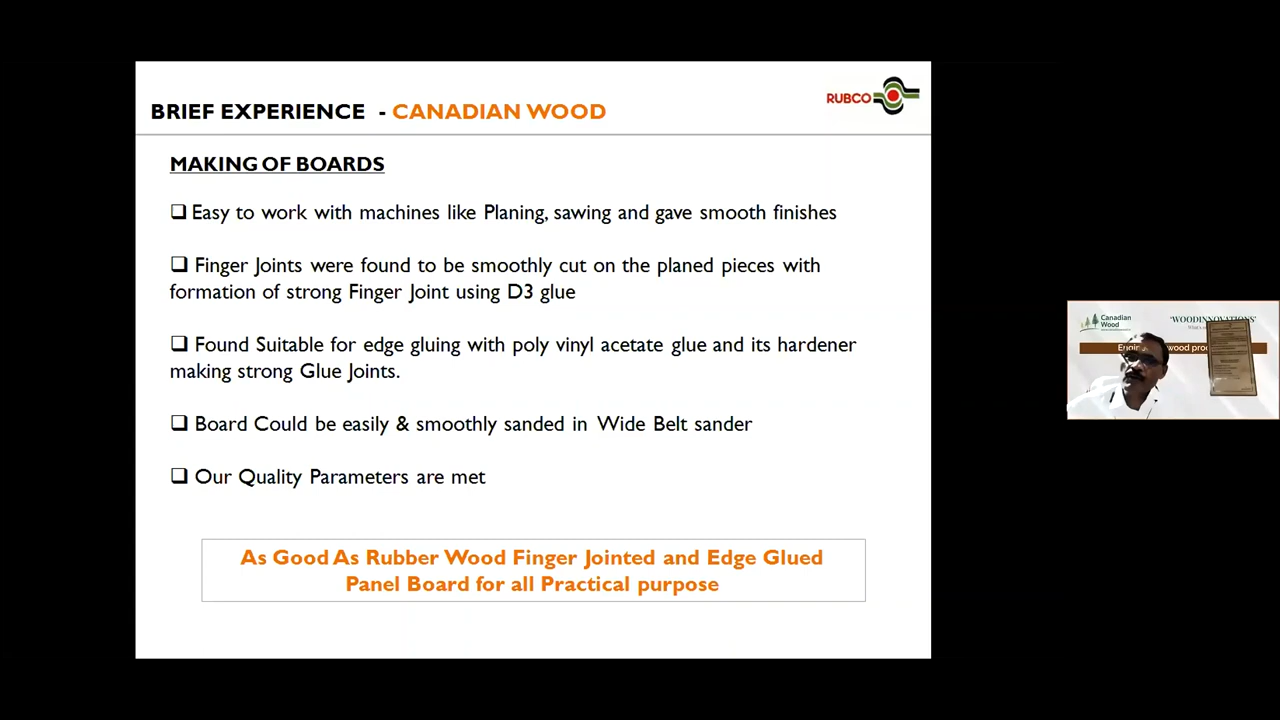 BRIEF EXPERIENCE - CANADIAN WOOD
RUBCO
MAKING OF BOARDS
❑ Easy to work with machines like Planing, sawing and gave smooth finishes
❑ Finger Joints were found to be smoothly cut on the planed pieces with
formation of strong Finger Joint using D3 glue
❑ Found Suitable for edge gluing with poly vinyl acetate glue and its hardener
making strong Glue Joints.
❑ Board Could be easily & smoothly sanded in Wide Belt sander
❑ Our Quality Parameters are met
As Good As Rubber Wood Finger Jointed and Edge Glued
Panel Board for all Practical purpose
Canadian
Wood
'WOODINNOVATIONS'
wood